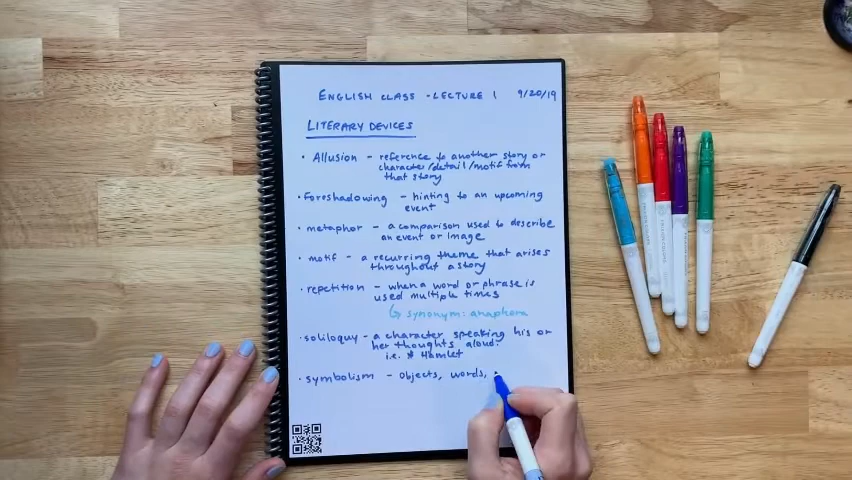 ENGLISH CLASS - LECTURE 1 9/20/19
LITERARY DEVICES
• Allusion - reference to another story or
character/detail/motif from
that story
• Foreshadowing - hinting to an upcoming
event
• metaphor - a comparison used to describe
an event or image
• motif - a recurring theme that arises
throughout a story
• repetition - when a word or phrase is
used multiple times
↳ synonym: anaphora
• soliloquy - a character speaking his or
her thoughts aloud.
i.e. Hamlet
• symbolism - objects, words,